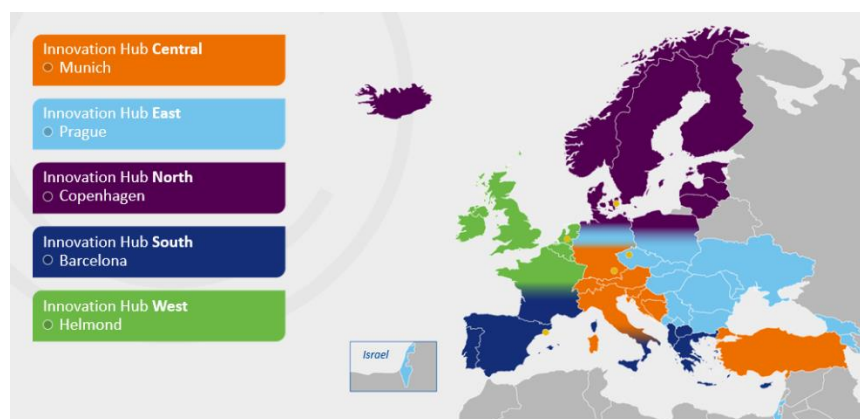 Innovation Hub Central
Munich
Innovation Hub East
Prague
Innovation Hub North
Copenhagen
Innovation Hub South
Barcelona
Innovation Hub West
Helmond
Israel